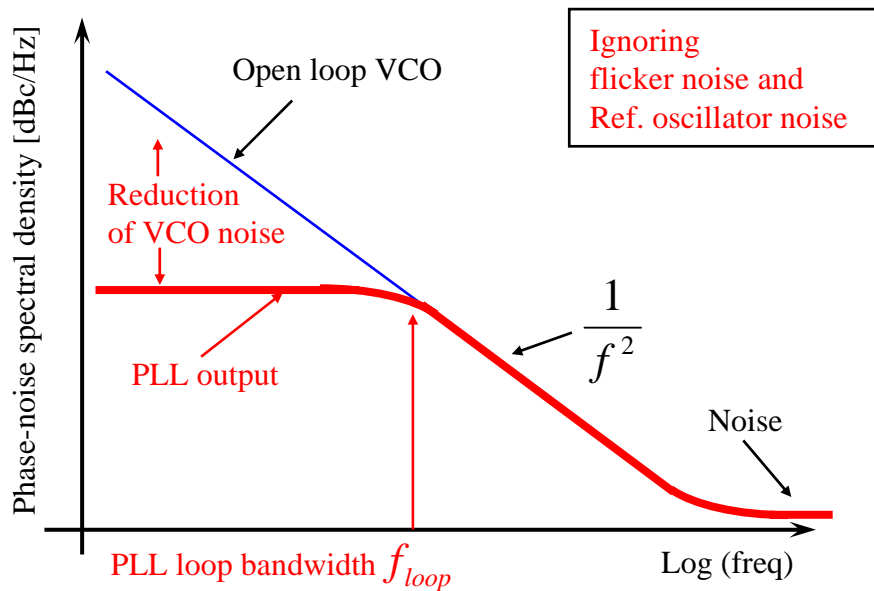 Phase-noise spectral density [dBc/Hz]
Open loop VCO
Ignoring
flicker noise and
Ref. oscillator noise
Reduction
of VCO noise
PLL output
1
f 2
Noise
PLL loop bandwidth f loop
Log (freq)